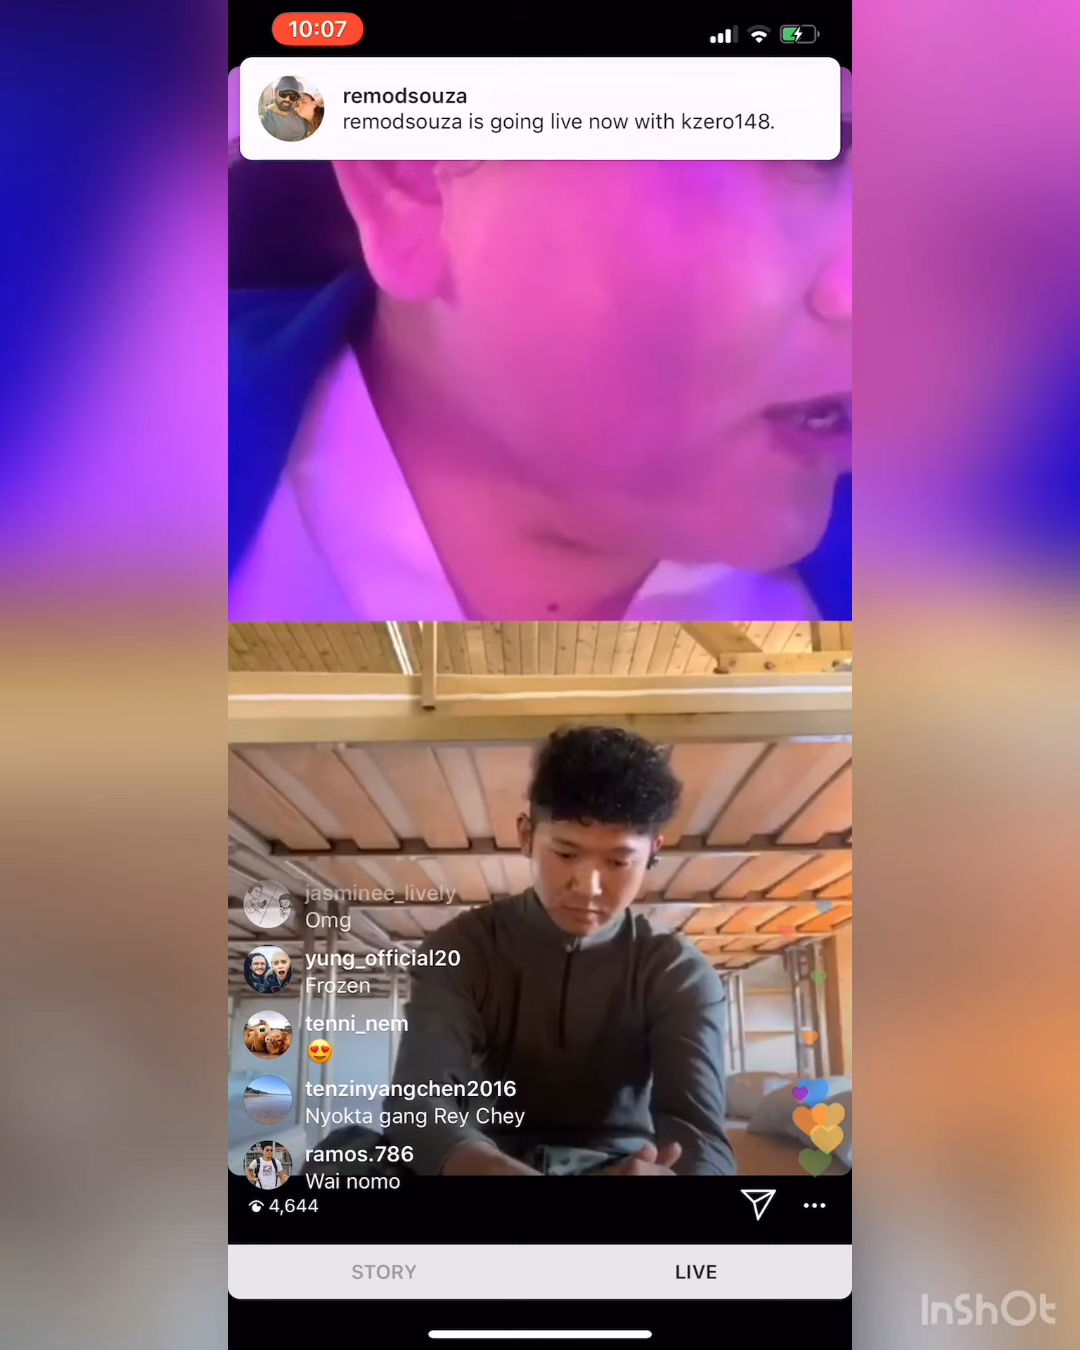 10:07
remodsouza
remodsouza is going live now with kzero148.
jasminee_lively
Omg
yung_official20
Frozen
tenni_nem
😍
tenzinyangchen2016
Nyokta gang Rey Chey
ramos.786
Wai nomo
4,644
STORY
LIVE
InShOt